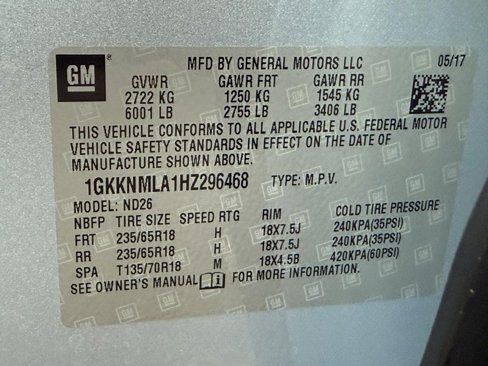 GM
MFD BY GENERAL MOTORS LLC 05/17
GVWR GAWR FRT GAWR RR
2722 KG 1250 KG 1545 KG
6001 LB 2755 LB 3406 LB
THIS VEHICLE CONFORMS TO ALL APPLICABLE U.S. FEDERAL MOTOR
VEHICLE SAFETY STANDARDS IN EFFECT ON THE DATE OF
MANUFACTURE SHOWN ABOVE.
1GKKNMLA1HZ296468 TYPE: M.P.V.
MODEL: ND26
NBFP TIRE SIZE SPEED RTG RIM COLD TIRE PRESSURE
FRT 235/65R18 H 18X7.5J 240KPA(35PSI)
RR 235/65R18 H 18X7.5J 240KPA(35PSI)
SPA T135/70R18 M 18X4.5B 420KPA(60PSI)
SEE OWNER'S MANUAL FOR MORE INFORMATION.